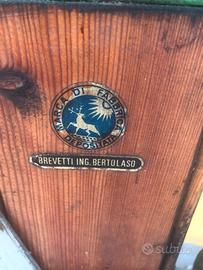 MARCA DI FABBRICA
DEPOSITATA
BREVETTI ING. BERTOLASO
subito